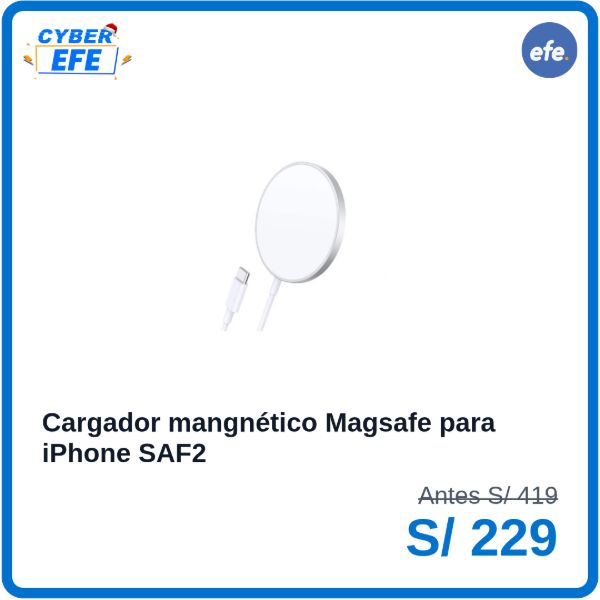 CYBER
EFE
efe.
Cargador mangnético Magsafe para
iPhone SAF2
Antes S/ 419
S/ 229